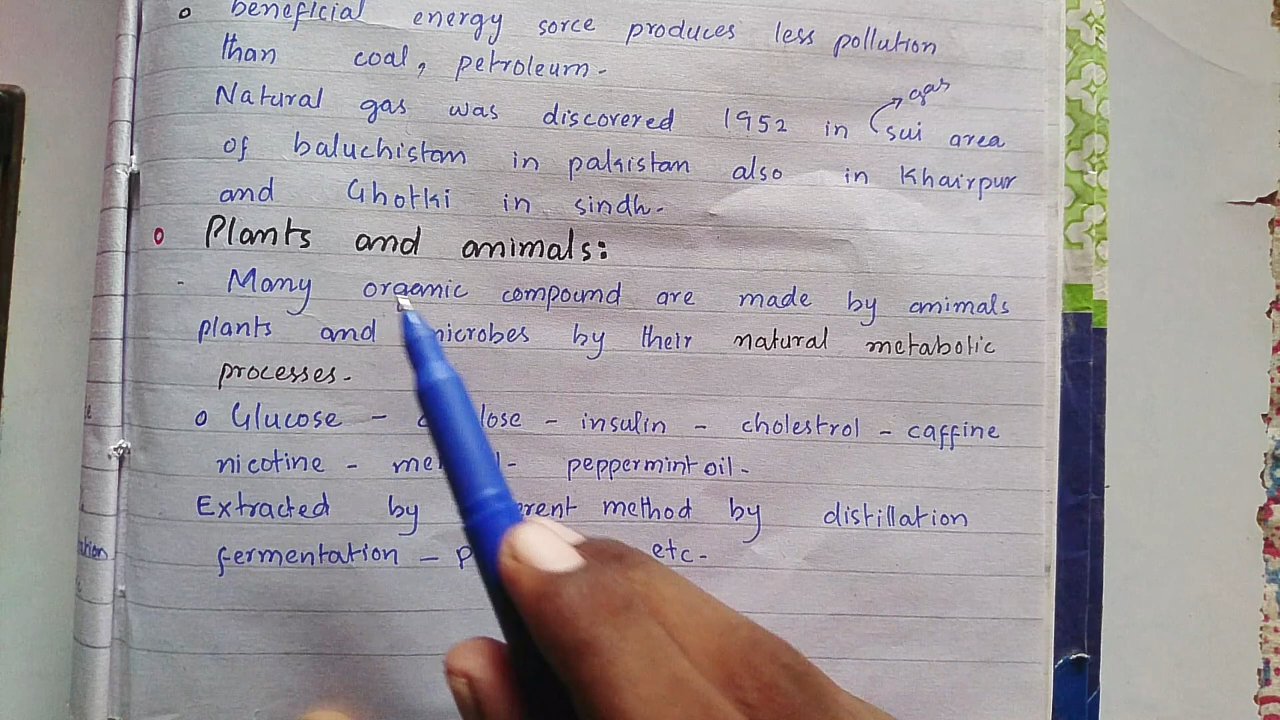 beneficial energy sorce produces less pollution
than coal, petroleum.
gas
Natural gas was discovered 1952 in sui area
of baluchistan in pakistan also in Khairpur
and Ghotki in sindh.
Plants and animals:
- Many organic compound are made by animals
plants and microbes by their natural metabolic
processes.
Glucose - - insulin - cholestrol - caffine
nicotine - - peppermint oil.
Extracted by method by distillation
fermentation - etc.